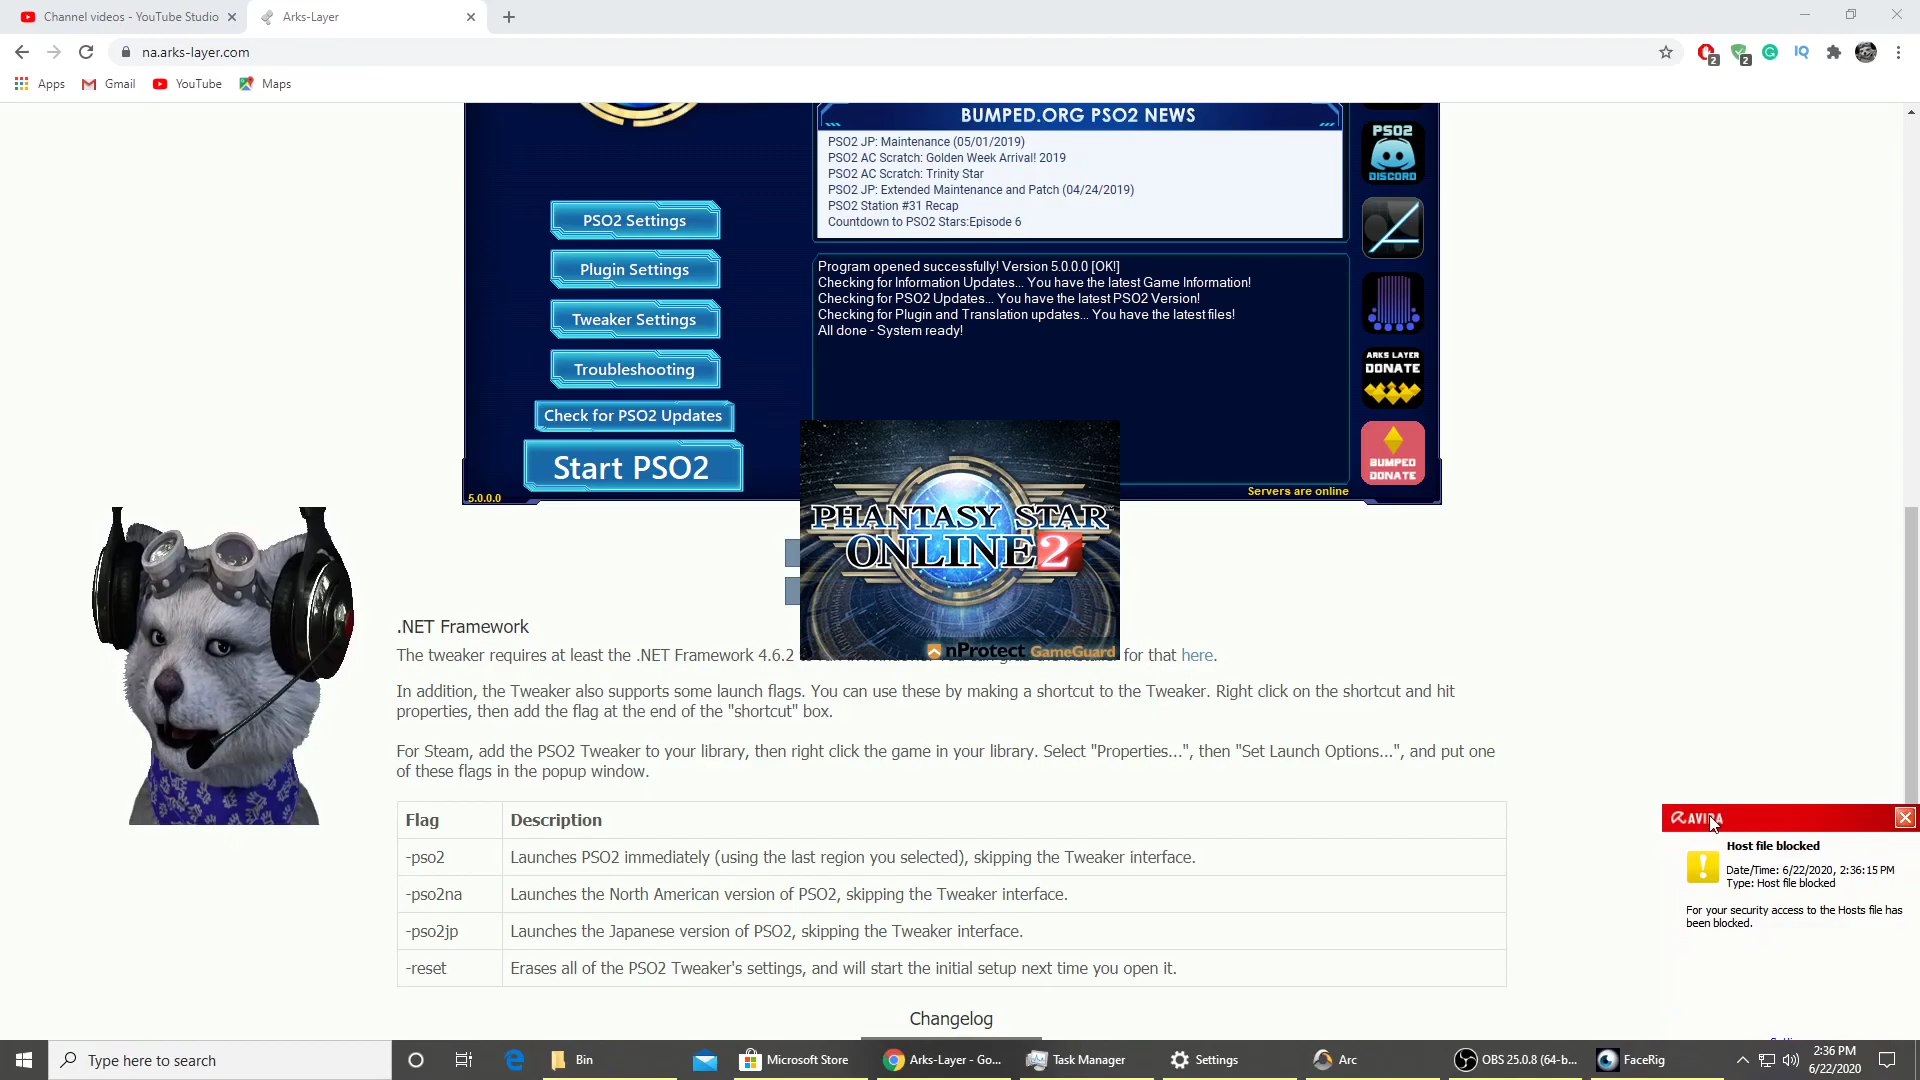 Channel videos - YouTube Studio
Arks-Layer
na.arks-layer.com
2
2
IQ
Apps
Gmail
YouTube
Maps
BUMPED.ORG PSO2 NEWS
PSO2 JP: Maintenance (05/01/2019)
PSO2 AC Scratch: Golden Week Arrival! 2019
PSO2 AC Scratch: Trinity Star
PSO2 JP: Extended Maintenance and Patch (04/24/2019)
PSO2 Station #31 Recap
Countdown to PSO2 Stars:Episode 6
PSO2
DISCORD
PSO2 Settings
Plugin Settings
Tweaker Settings
Troubleshooting
Check for PSO2 Updates
Start PSO2
5.0.0.0
Program opened successfully! Version 5.0.0.0 [OK!]
Checking for Information Updates... You have the latest Game Information!
Checking for PSO2 Updates... You have the latest PSO2 Version!
Checking for Plugin and Translation updates... You have the latest files!
All done - System ready!
ARKS LAYER
DONATE
BUMPED
DONATE
Servers are online
PHANTASY STAR
ONLINE 2
nProtect GameGuard
.NET Framework
The tweaker requires at least the .NET Framework 4.6.2 for that here.
In addition, the Tweaker also supports some launch flags. You can use these by making a shortcut to the Tweaker. Right click on the shortcut and hit
properties, then add the flag at the end of the "shortcut" box.
For Steam, add the PSO2 Tweaker to your library, then right click the game in your library. Select "Properties...", then "Set Launch Options...", and put one
of these flags in the popup window.
Flag Description
-pso2 Launches PSO2 immediately (using the last region you selected), skipping the Tweaker interface.
-pso2na Launches the North American version of PSO2, skipping the Tweaker interface.
-pso2jp Launches the Japanese version of PSO2, skipping the Tweaker interface.
-reset Erases all of the PSO2 Tweaker's settings, and will start the initial setup next time you open it.
Changelog
AVIRA
Host file blocked
Date/Time: 6/22/2020, 2:36:15 PM
Type: Host file blocked
For your security access to the Hosts file has
been blocked.
Type here to search
Bin
Microsoft Store
Arks-Layer - Go...
Task Manager
Settings
Arc
OBS 25.0.8 (64-b...
FaceRig
2:36 PM
6/22/2020